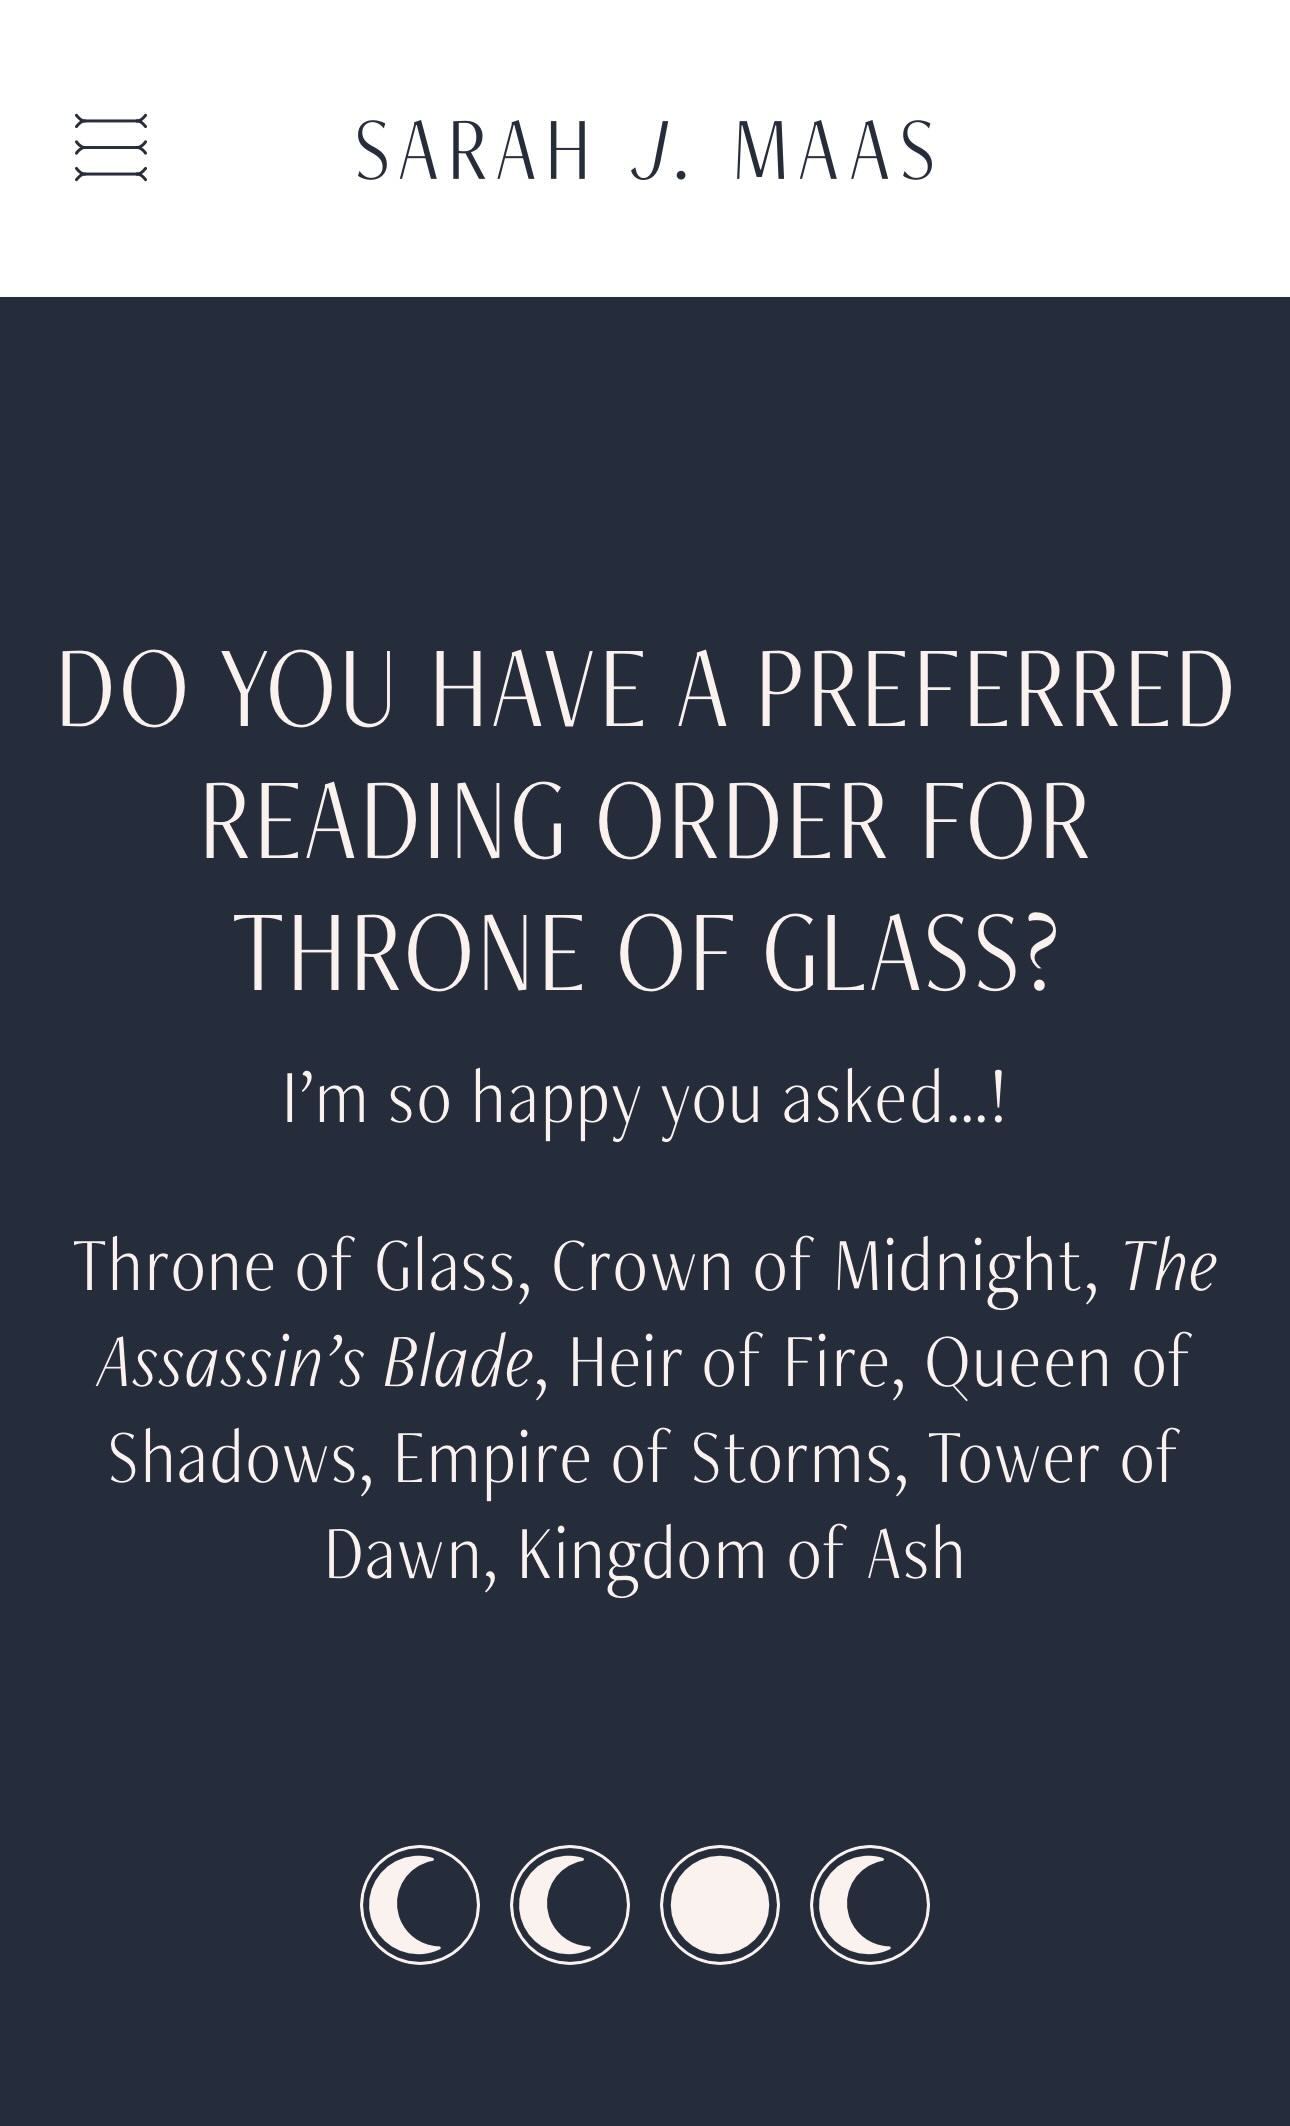 SARAH J. MAAS
DO YOU HAVE A PREFERRED
READING ORDER FOR
THRONE OF GLASS?
I’m so happy you asked…!
Throne of Glass, Crown of Midnight, The
Assassin’s Blade, Heir of Fire, Queen of
Shadows, Empire of Storms, Tower of
Dawn, Kingdom of Ash